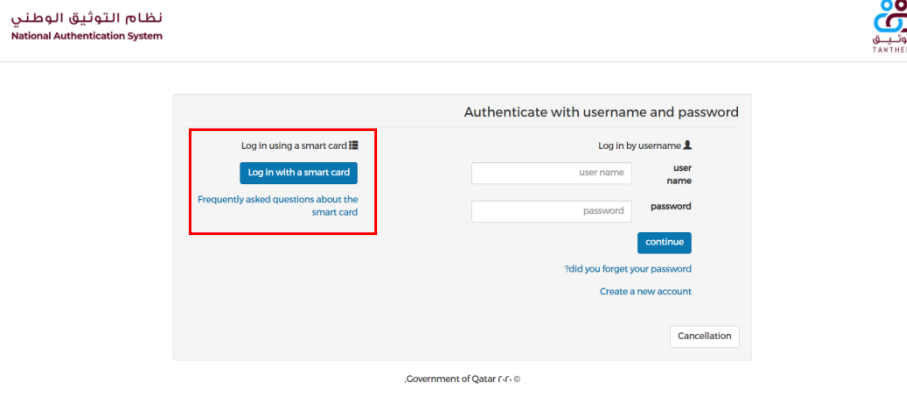 نظام التوثيق الوطني
National Authentication System
TAWTHE
Authenticate with username and password
Log in using a smart card
Log in with a smart card
Frequently asked questions about the
smart card
Log in by username
user name
user
name
password
password
continue
?did you forget your password
Create a new account
Cancellation
,Government of Qatar ٢٠٢٠ ©